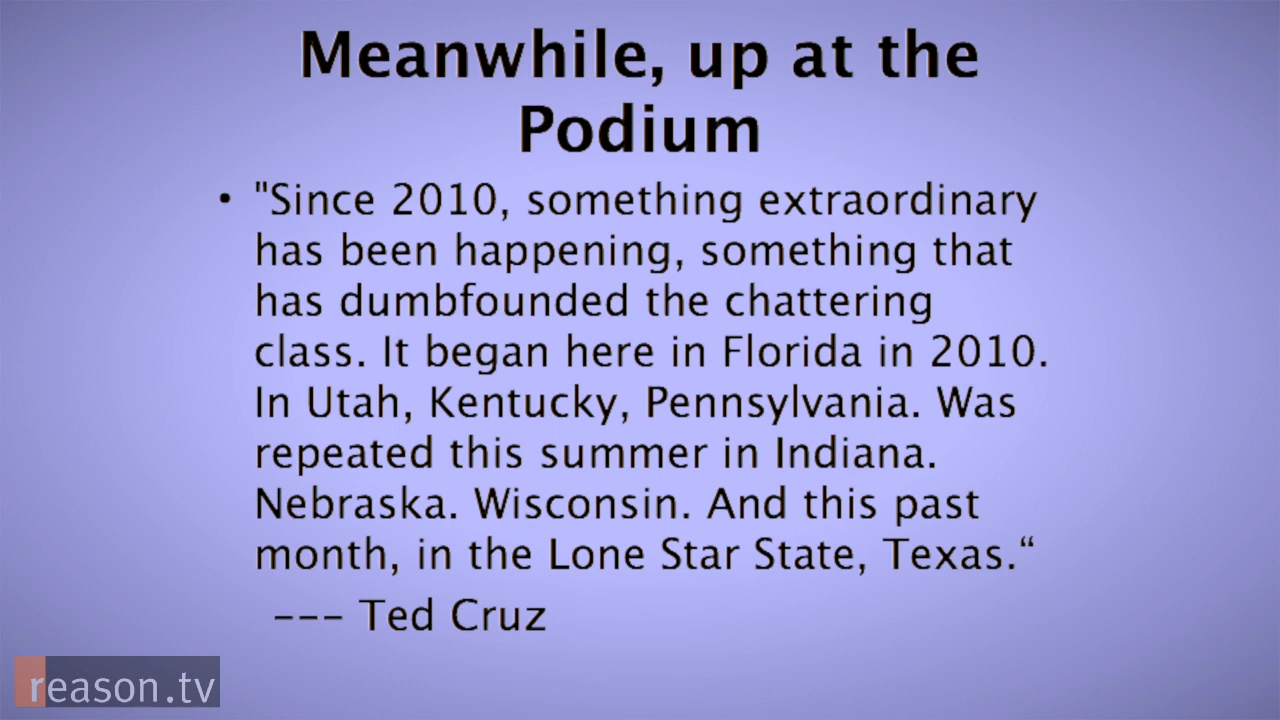 Meanwhile, up at the
Podium
• "Since 2010, something extraordinary
has been happening, something that
has dumbfounded the chattering
class. It began here in Florida in 2010.
In Utah, Kentucky, Pennsylvania. Was
repeated this summer in Indiana.
Nebraska. Wisconsin. And this past
month, in the Lone Star State, Texas.“
--- Ted Cruz
reason.tv